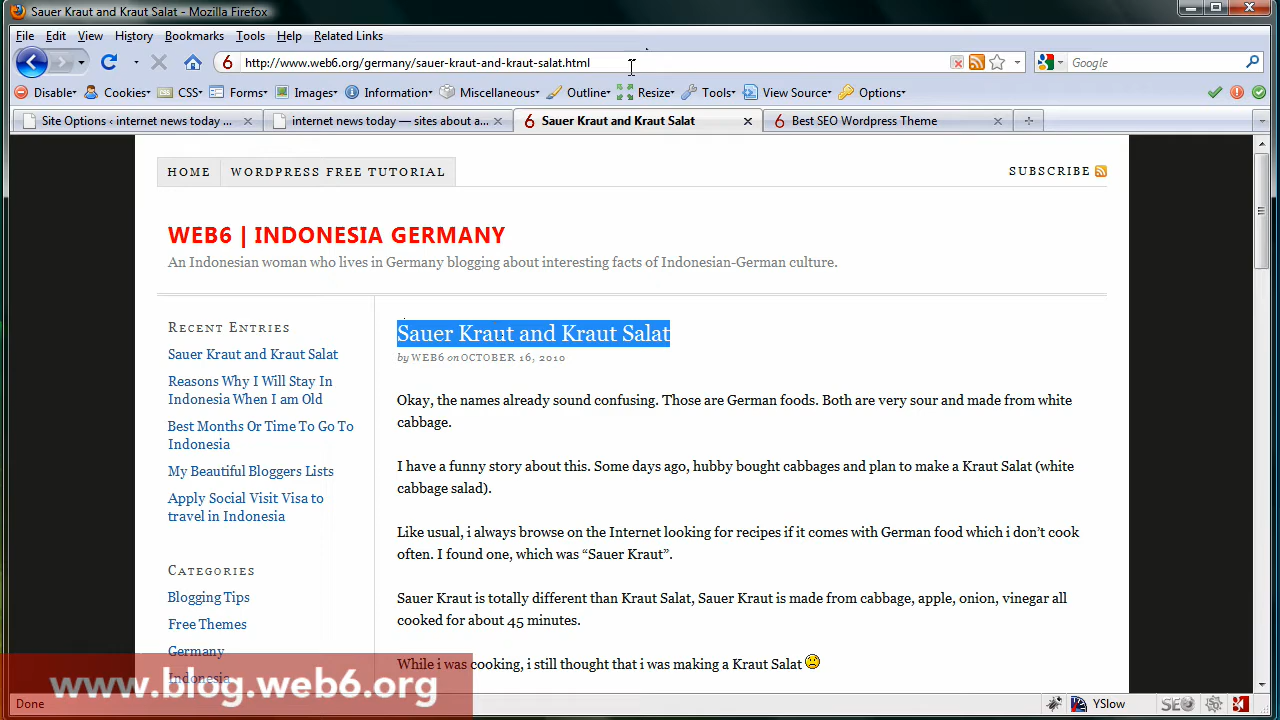 Sauer Kraut and Kraut Salat - Mozilla Firefox
File Edit View History Bookmarks Tools Help Related Links
6 http://www.web6.org/germany/sauer-kraut-and-kraut-salat.html Google
Disable Cookies CSS Forms Images Information Miscellaneous Outline Resize Tools View Source Options
Site Options ‹ internet news today ... internet news today — sites about a... 6 Sauer Kraut and Kraut Salat 6 Best SEO Wordpress Theme
HOME WORDPRESS FREE TUTORIAL SUBSCRIBE
WEB6 | INDONESIA GERMANY
An Indonesian woman who lives in Germany blogging about interesting facts of Indonesian-German culture.
RECENT ENTRIES
Sauer Kraut and Kraut Salat
Reasons Why I Will Stay In
Indonesia When I am Old
Best Months Or Time To Go To
Indonesia
My Beautiful Bloggers Lists
Apply Social Visit Visa to
travel in Indonesia
CATEGORIES
Blogging Tips
Free Themes
Germany
Indonesia
Sauer Kraut and Kraut Salat
by WEB6 on OCTOBER 16, 2010
Okay, the names already sound confusing. Those are German foods. Both are very sour and made from white
cabbage.
I have a funny story about this. Some days ago, hubby bought cabbages and plan to make a Kraut Salat (white
cabbage salad).
Like usual, i always browse on the Internet looking for recipes if it comes with German food which i don't cook
often. I found one, which was “Sauer Kraut”.
Sauer Kraut is totally different than Kraut Salat, Sauer Kraut is made from cabbage, apple, onion, vinegar all
cooked for about 45 minutes.
While i was cooking, i still thought that i was making a Kraut Salat
www.blog.web6.org
Done YSlow SEO